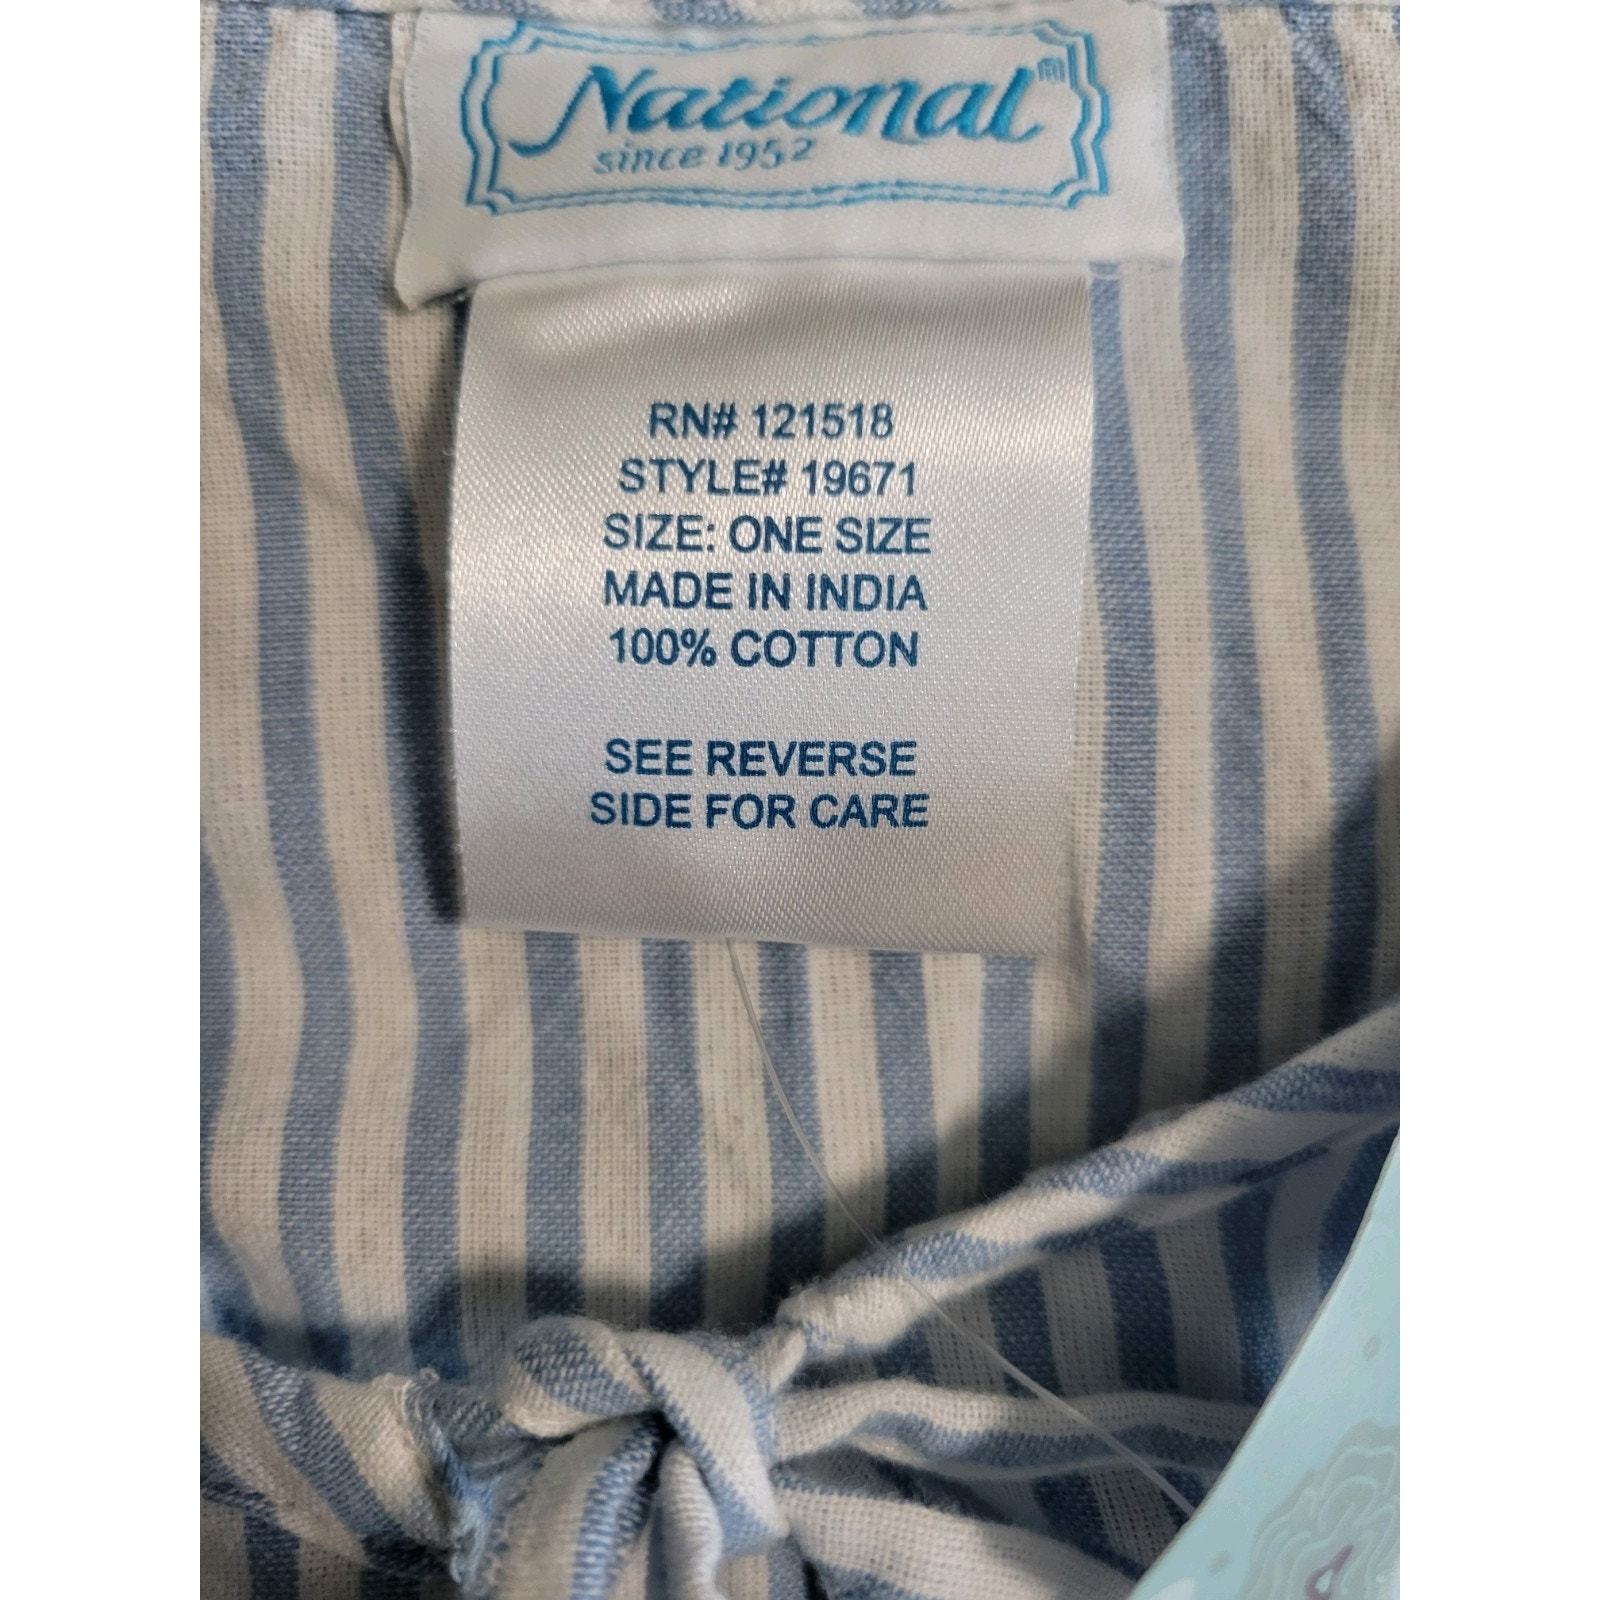 National®
since 1952
RN# 121518
STYLE# 19671
SIZE: ONE SIZE
MADE IN INDIA
100% COTTON
SEE REVERSE
SIDE FOR CARE